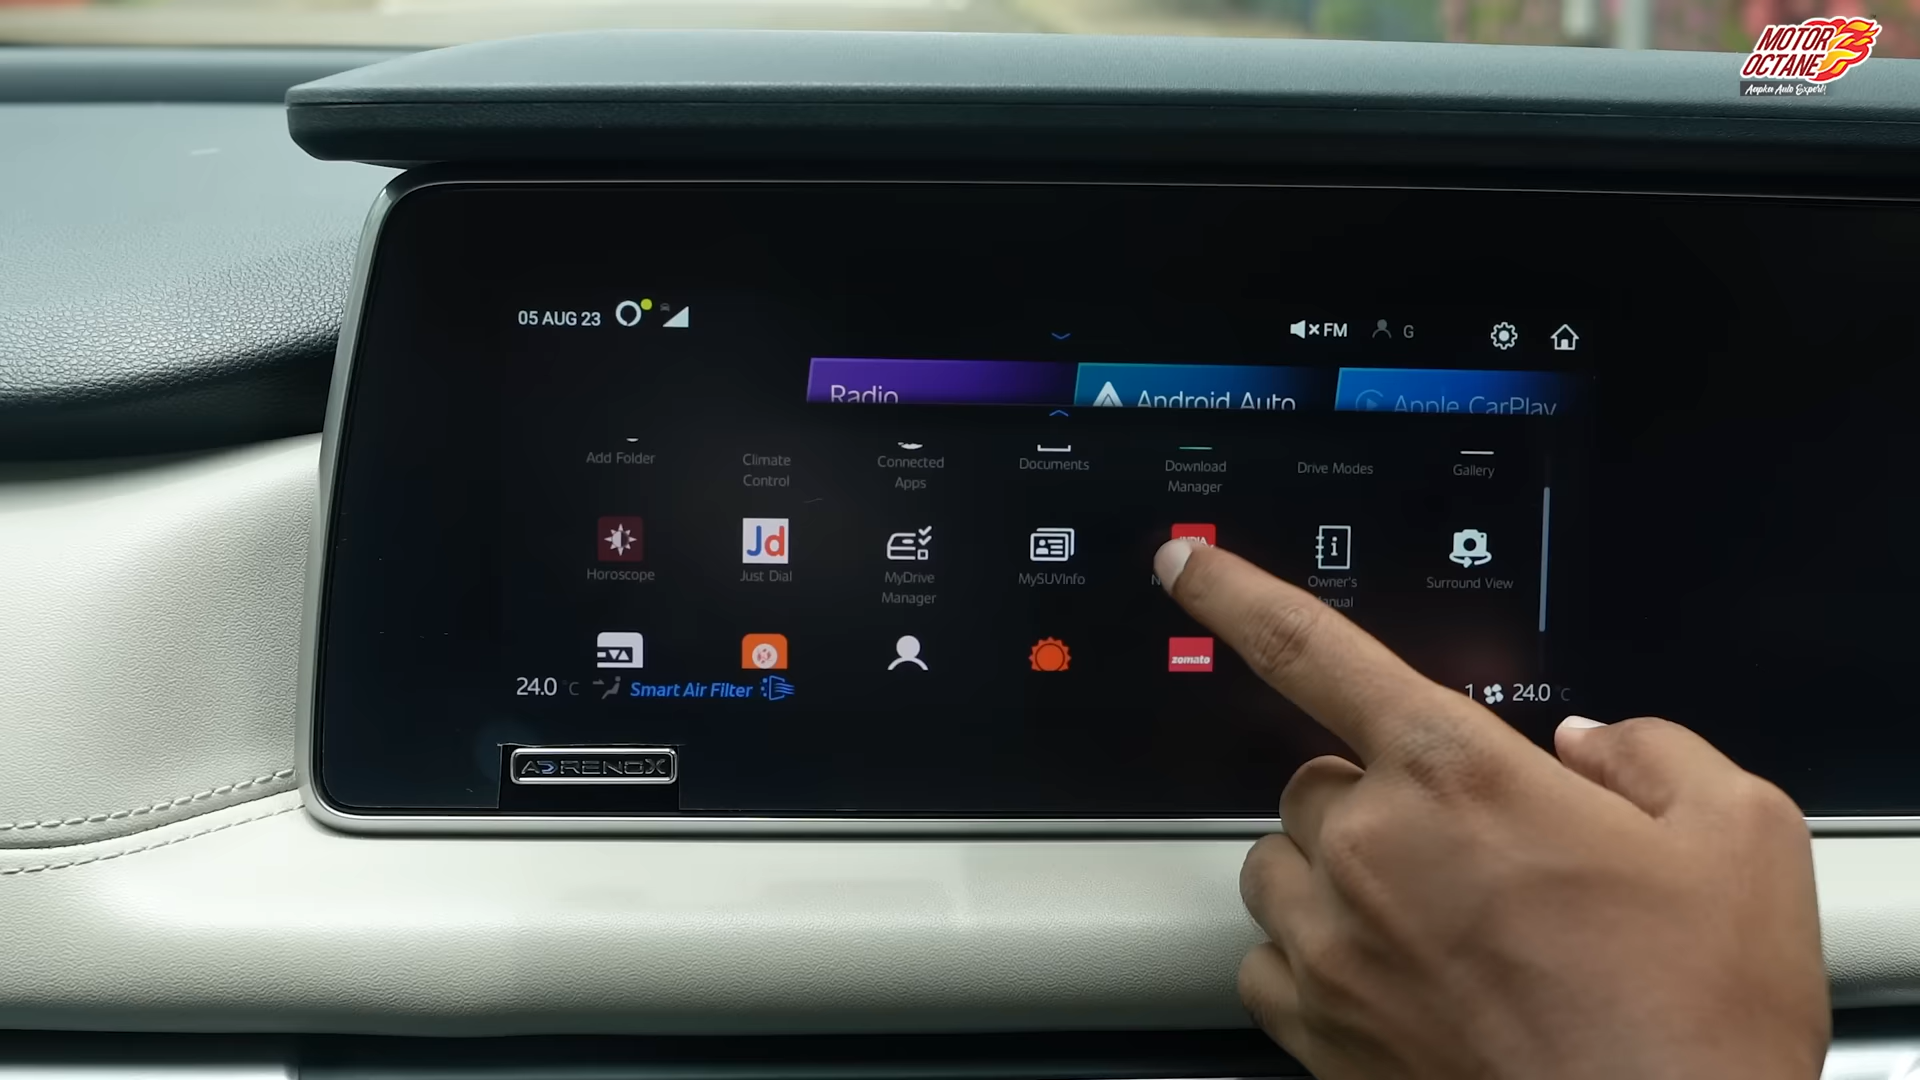 MOTOR
OCTANE
Aapka Auto Expert!
05 AUG 23
FM
G
Radio
Android Auto
Apple CarPlay
Add Folder
Climate
Control
Connected
Apps
Documents
Download
Manager
Drive Modes
Gallery
Jd
Horoscope
Just Dial
MyDrive
Manager
MySUVInfo
Owner's
Surround View
zomato
24.0 °C
Smart Air Filter
1
24.0 C
ADRENOX